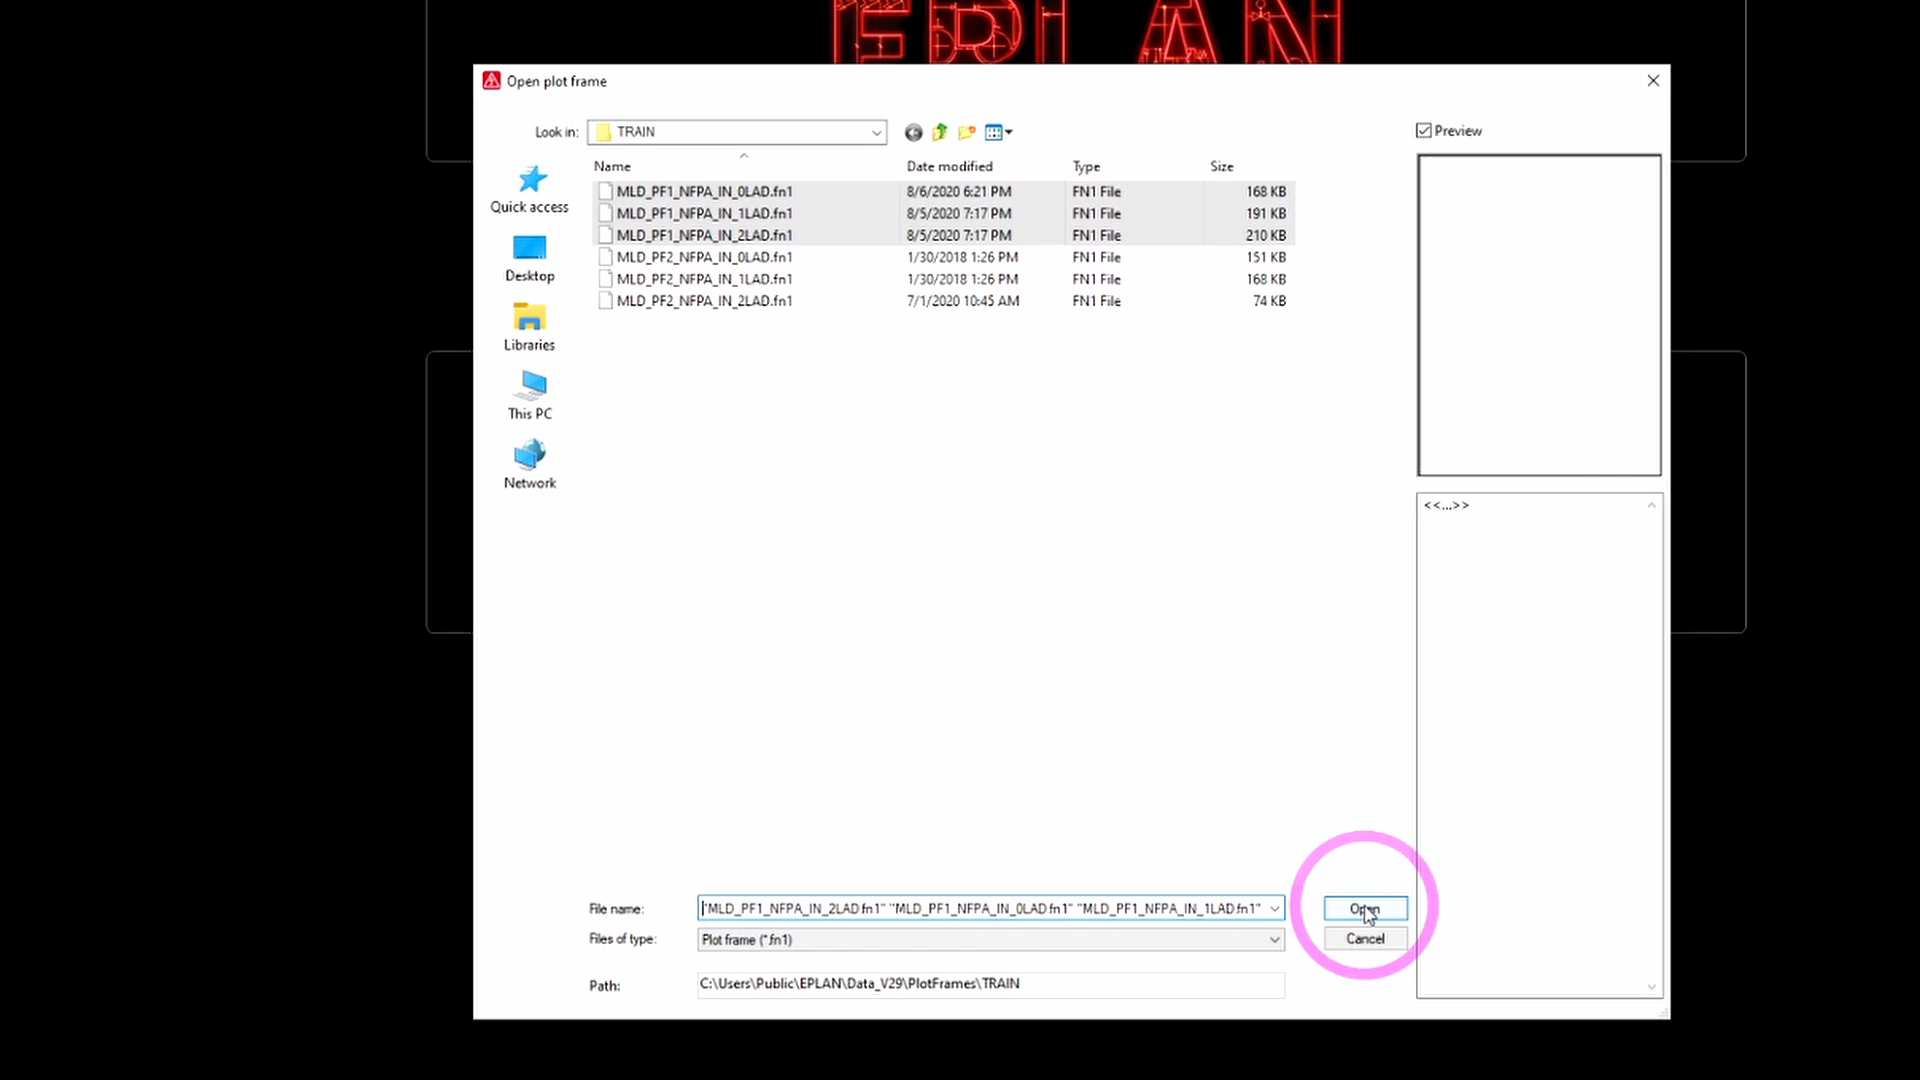 EPLAN
Open plot frame
Look in: TRAIN
Preview
Name Date modified Type Size
MLD_PF1_NFPA_IN_0LAD.fn1 8/6/2020 6:21 PM FN1 File 168 KB
MLD_PF1_NFPA_IN_1LAD.fn1 8/5/2020 7:17 PM FN1 File 191 KB
MLD_PF1_NFPA_IN_2LAD.fn1 8/5/2020 7:17 PM FN1 File 210 KB
MLD_PF2_NFPA_IN_0LAD.fn1 1/30/2018 1:26 PM FN1 File 151 KB
MLD_PF2_NFPA_IN_1LAD.fn1 1/30/2018 1:26 PM FN1 File 168 KB
MLD_PF2_NFPA_IN_2LAD.fn1 7/1/2020 10:45 AM FN1 File 74 KB
Quick access
Desktop
Libraries
This PC
Network
<<...>>
File name: "MLD_PF1_NFPA_IN_2LAD.fn1" "MLD_PF1_NFPA_IN_0LAD.fn1" "MLD_PF1_NFPA_IN_1LAD.fn1" Open
Files of type: Plot frame (*.fn1) Cancel
Path: C:\Users\Public\EPLAN\Data_V29\PlotFrames\TRAIN